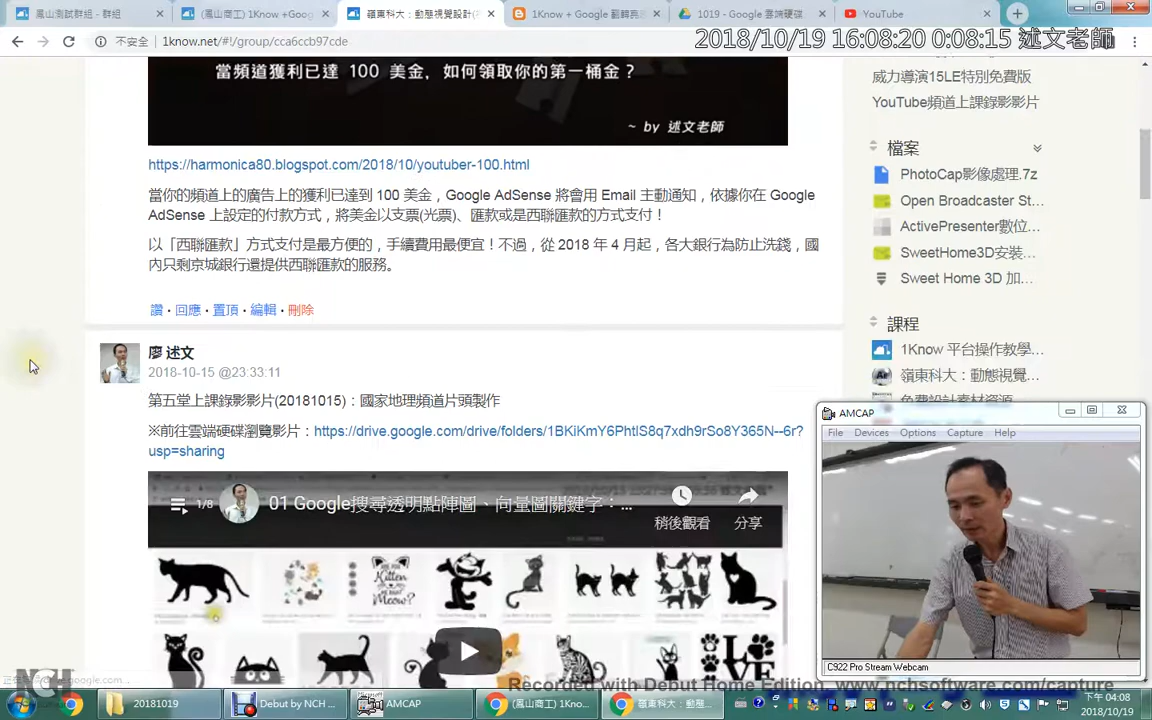 鳳山測試群組 - 群組
(鳳山商工) 1Know +Goog
嶺東科大：動態視覺設計(
1Know + Google 翻轉
1019 - Google 雲端硬碟
YouTube
不安全
1know.net/#!/group/cca6ccb97cde
2018/10/19 16:08:20 0:08:15 述文老師
當頻道獲利已達 100 美金，如何領取你的第一桶金？
~ by 述文老師
https://harmonica80.blogspot.com/2018/10/youtuber-100.html
當你的頻道上的廣告上的獲利已達到 100 美金，Google AdSense 將會用 Email 主動通知，依據你在 Google
AdSense 上設定的付款方式，將美金以支票(光票)、匯款或是西聯匯款的方式支付！
以「西聯匯款」方式支付是最方便的，手續費用最便宜！不過，從 2018 年 4 月起，各大銀行為防止洗錢，國
內只剩京城銀行還提供西聯匯款的服務。
讚 · 回應 · 置頂 · 編輯 · 刪除
廖 述文
2018-10-15 @23:33:11
第五堂上課錄影影片(20181015)：國家地理頻道片頭製作
※前往雲端硬碟瀏覽影片：https://drive.google.com/drive/folders/1BKiKmY6PhtlS8q7xdh9rSo8Y365N--6r?
usp=sharing
1/8
01 Google搜尋透明點陣圖、向量圖關鍵字：...
稍後觀看
分享
威力導演15LE特別免費版
YouTube頻道上課錄影影片
檔案
PhotoCap影像處理.7z
Open Broadcaster St...
ActivePresenter數位...
SweetHome3D安裝...
Sweet Home 3D 加...
課程
1Know 平台操作教學...
嶺東科大：動態視覺...
免費設計素材資源
AMCAP
File Devices Options Capture Help
C922 Pro Stream Webcam
NCH
Recorded with Debut Home Edition. www.nchsoftware.com/capture
20181019
Debut by NCH ...
AMCAP
(鳳山商工) 1Kno...
嶺東科大：動態...
下午 04:08
2018/10/19